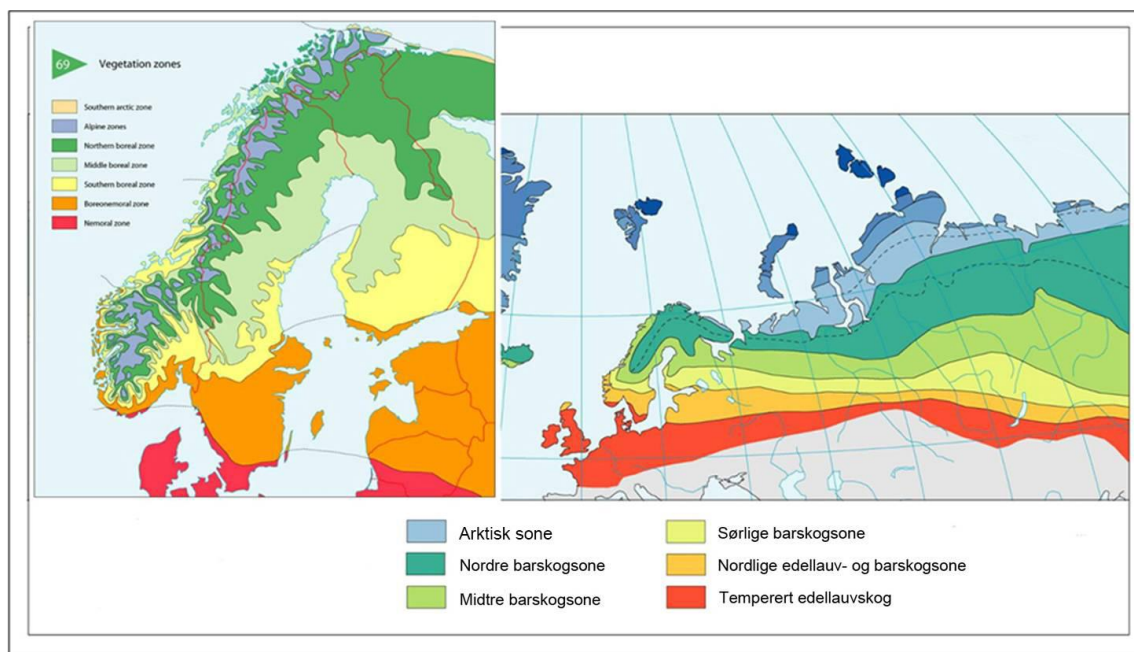 69 Vegetation zones
Southern arctic zone
Alpine zones
Northern boreal zone
Middle boreal zone
Southern boreal zone
Boreonemoral zone
Nemoral zone
Arktisk sone
Nordre barskogsone
Midtre barskogsone
Sørlige barskogsone
Nordlige edellauv- og barskogsone
Temperert edellauvskog